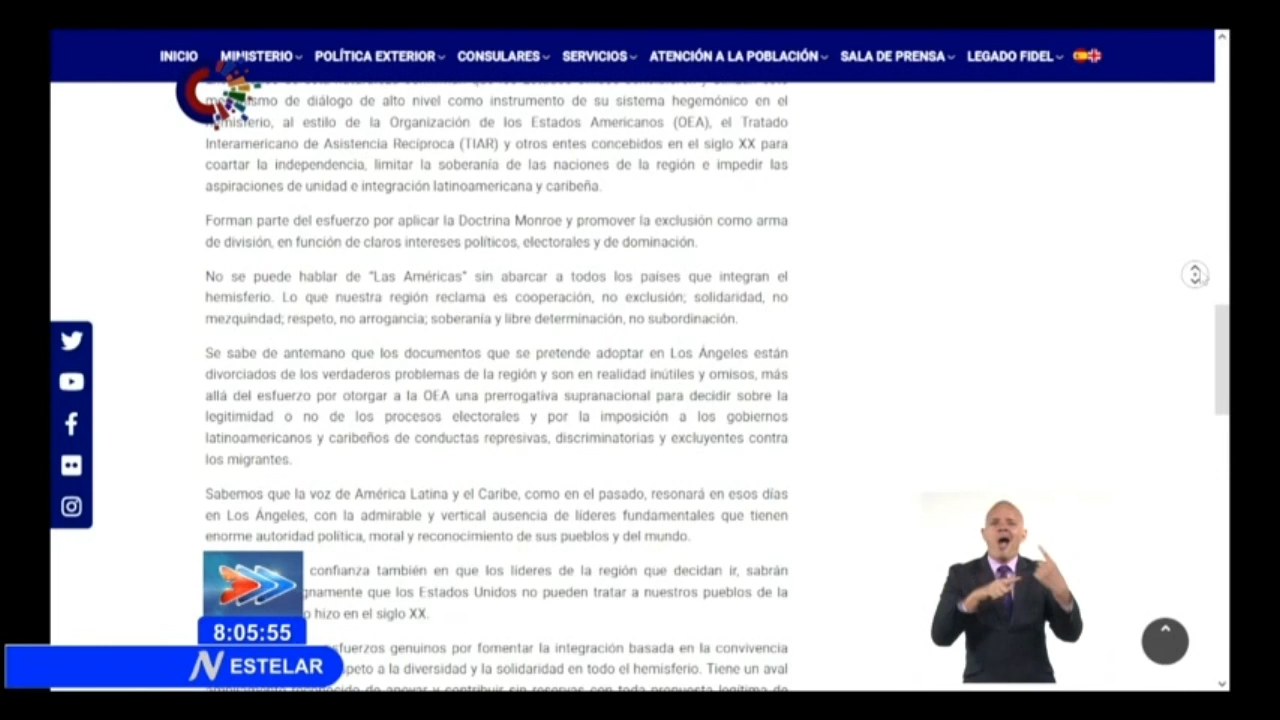 INICIO MINISTERIO POLÍTICA EXTERIOR CONSULARES SERVICIOS ATENCIÓN A LA POBLACIÓN SALA DE PRENSA LEGADO FIDEL
de diálogo de alto nivel como instrumento de su sistema hegemónico en el
hemisferio, al estilo de la Organización de los Estados Americanos (OEA), el Tratado
Interamericano de Asistencia Recíproca (TIAR) y otros entes concebidos en el siglo XX para
coartar la independencia, limitar la soberanía de las naciones de la región e impedir las
aspiraciones de unidad e integración latinoamericana y caribeña.
Forman parte del esfuerzo por aplicar la Doctrina Monroe y promover la exclusión como arma
de división, en función de claros intereses políticos, electorales y de dominación.
No se puede hablar de "Las Américas" sin abarcar a todos los países que integran el
hemisferio. Lo que nuestra región reclama es cooperación, no exclusión; solidaridad, no
mezquindad; respeto, no arrogancia; soberanía y libre determinación, no subordinación.
Se sabe de antemano que los documentos que se pretende adoptar en Los Ángeles están
divorciados de los verdaderos problemas de la región y son en realidad inútiles y omisos, más
allá del esfuerzo por otorgar a la OEA una prerrogativa supranacional para decidir sobre la
legitimidad o no de los procesos electorales y por la imposición a los gobiernos
latinoamericanos y caribeños de conductas represivas, discriminatorias y excluyentes contra
los migrantes.
Sabemos que la voz de América Latina y el Caribe, como en el pasado, resonará en esos días
en Los Ángeles, con la admirable y vertical ausencia de líderes fundamentales que tienen
enorme autoridad política, moral y reconocimiento de sus pueblos y del mundo.
confianza también en que los líderes de la región que decidan ir, sabrán
gnamente que los Estados Unidos no pueden tratar a nuestros pueblos de la
o hizo en el siglo XX.
sfuerzos genuinos por fomentar la integración basada en la convivencia
peto a la diversidad y la solidaridad en todo el hemisferio. Tiene un aval
8:05:55
N ESTELAR